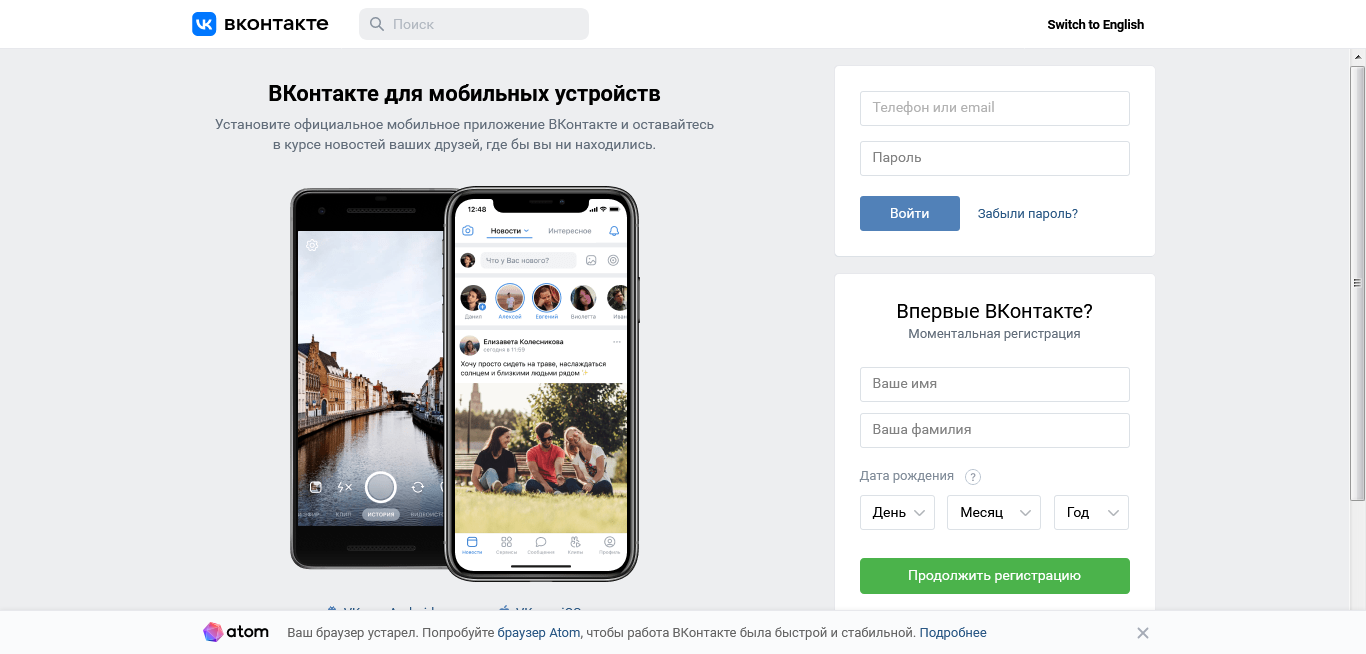 вконтакте
Поиск
Switch to English
ВКонтакте для мобильных устройств
Установите официальное мобильное приложение ВКонтакте и оставайтесь
в курсе новостей ваших друзей, где бы вы ни находились.
12:48
Новости
Интересное
Что у Вас нового?
Данил
Алексей
Евгений
Виолетта
Иван
Елизавета Колесникова
сегодня в 11:59
Хочу просто сидеть на траве, наслаждаться
солнцем и близкими людьми рядом
КЛИП
ИСТОРИЯ
Новости
Сервисы
Сообщения
Клипы
Профиль
Телефон или email
Пароль
Войти
Забыли пароль?
Впервые ВКонтакте?
Моментальная регистрация
Ваше имя
Ваша фамилия
Дата рождения ?
День
Месяц
Год
Продолжить регистрацию
atom
Ваш браузер устарел. Попробуйте браузер Atom, чтобы работа ВКонтакте была быстрой и стабильной. Подробнее